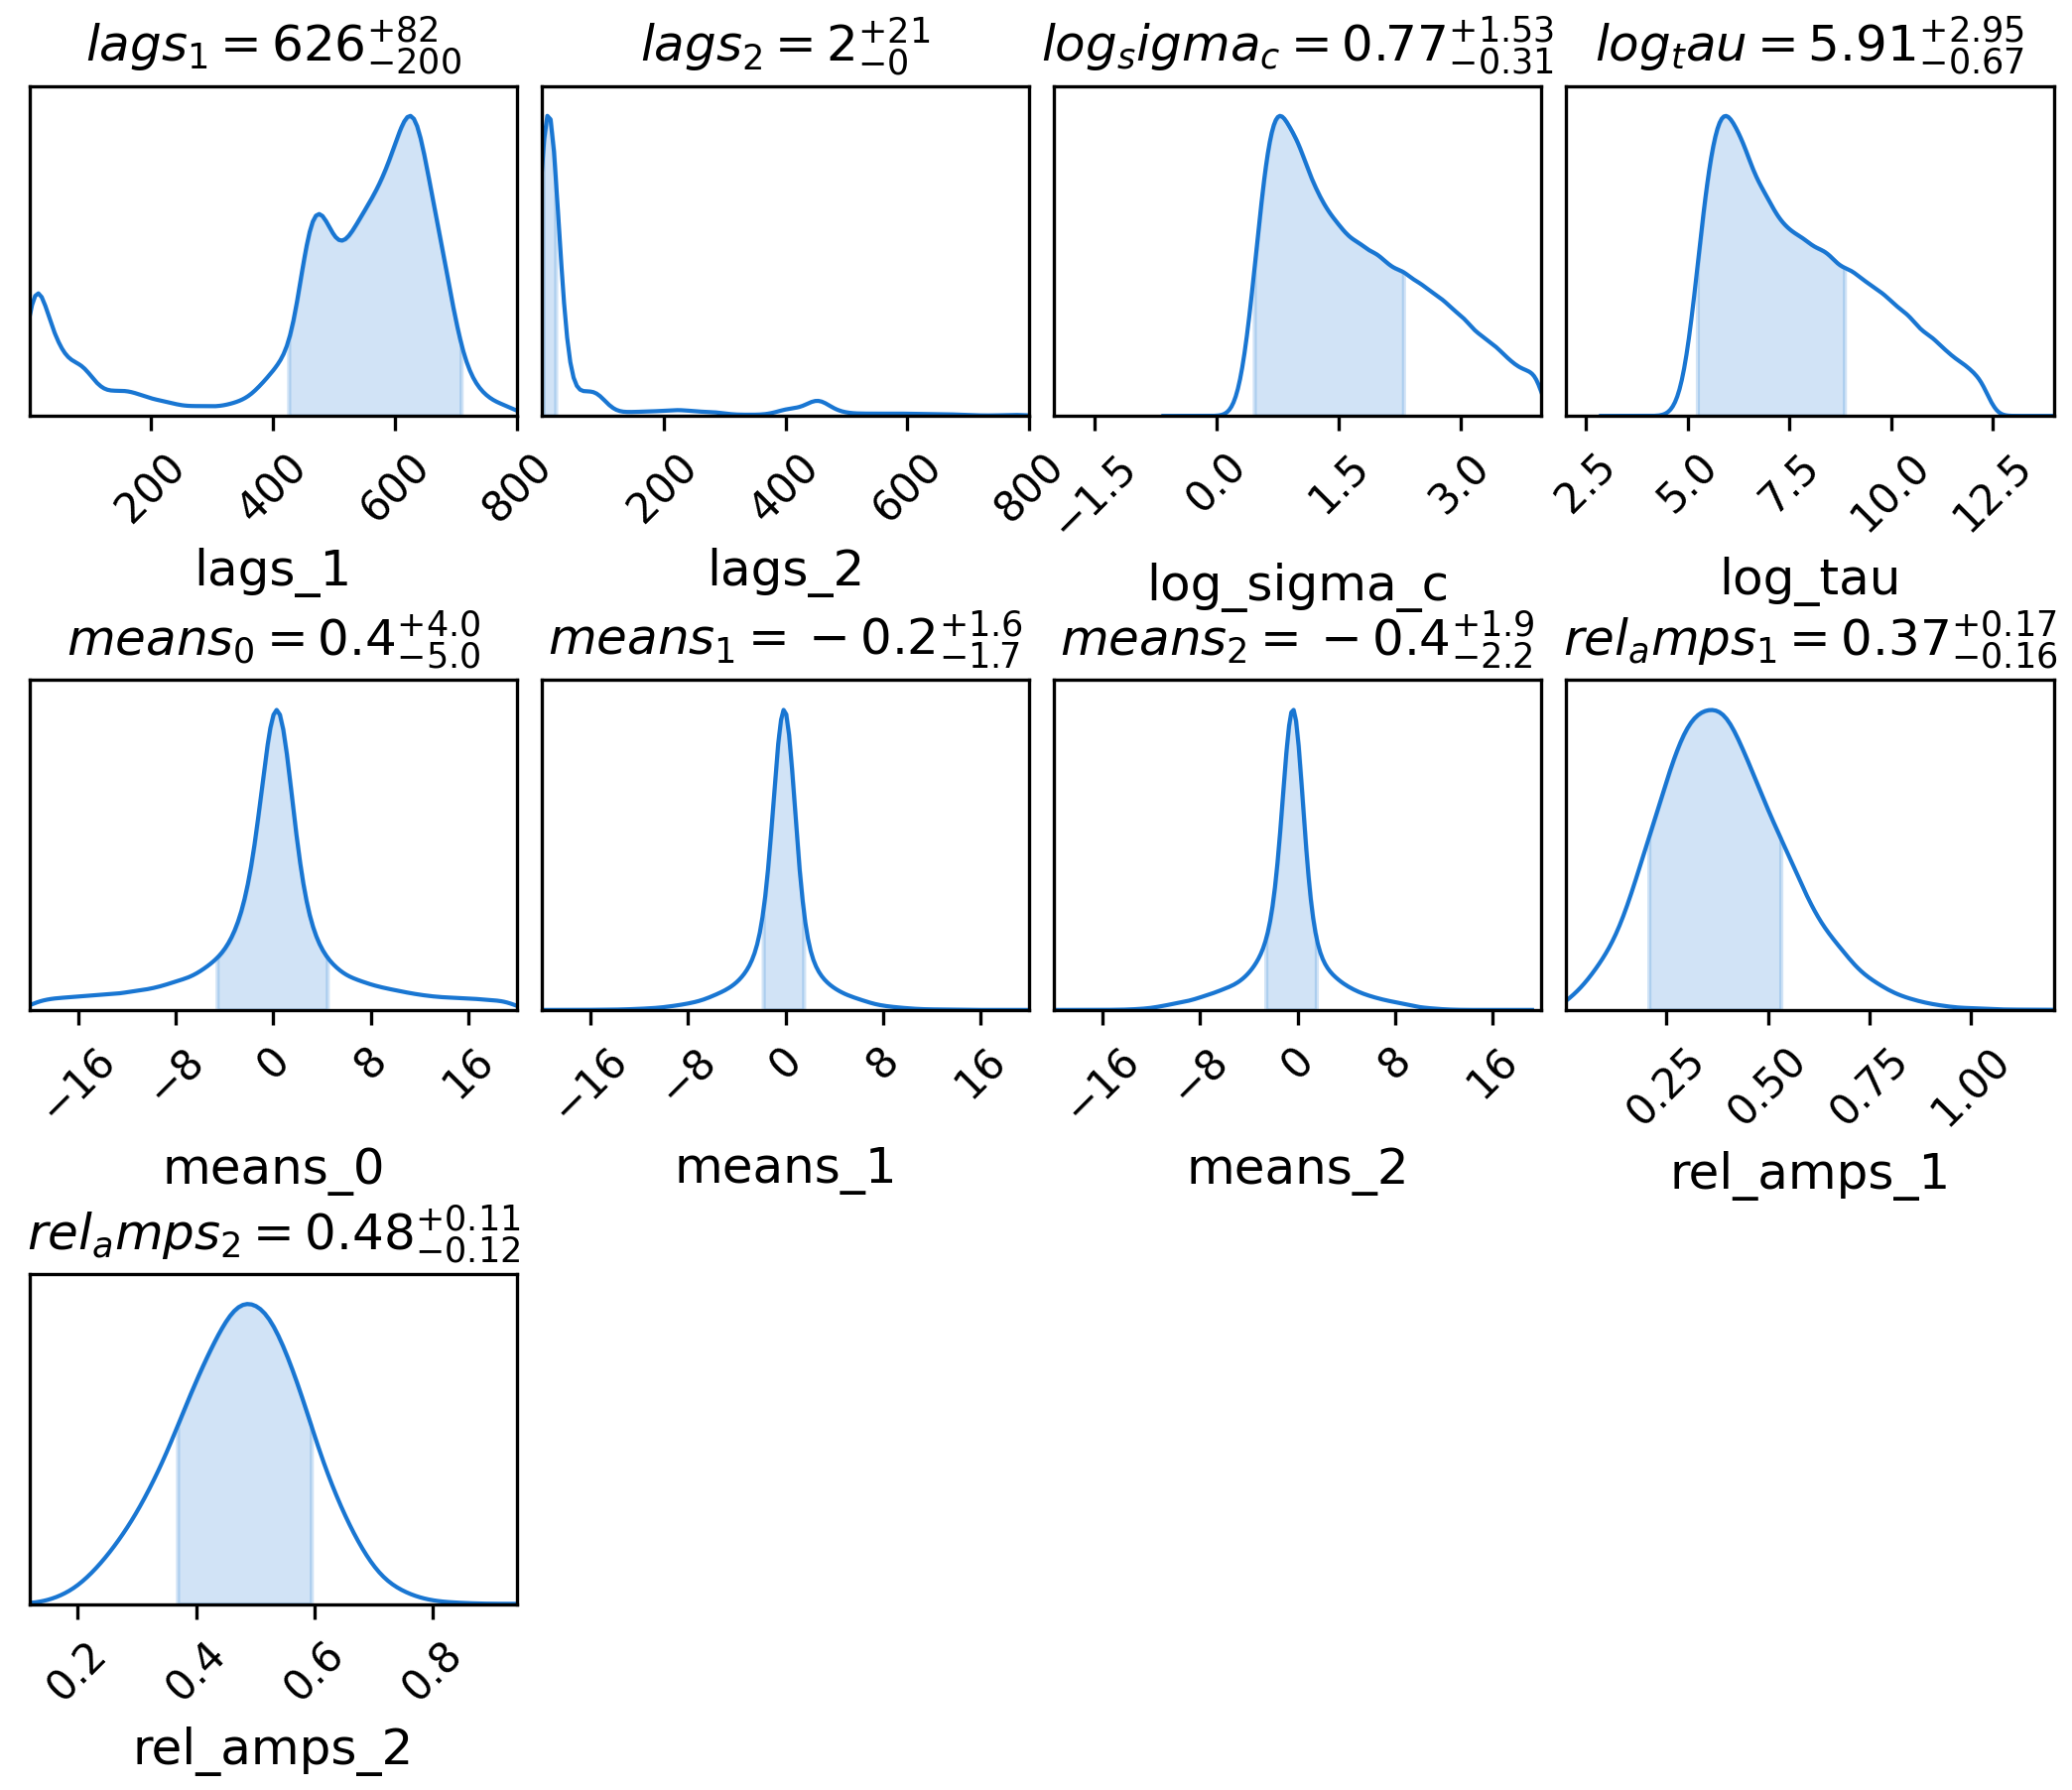 lags₁ = 626⁺⁸²₋₂₀₀ lags₂ = 2⁺²¹₋₀ logₛigma_c = 0.77⁺¹·⁵³₋₀.₃₁ logₜau = 5.91⁺²·⁹⁵₋₀.₆₇
200 400 600 800 200 400 600 800 −1.5 0.0 1.5 3.0 2.5 5.0 7.5 10.0 12.5
lags_1 lags_2 log_sigma_c log_tau
means₀ = 0.4⁺⁴·⁰₋₅.₀ means₁ = −0.2⁺¹·⁶₋₁.₇ means₂ = −0.4⁺¹·⁹₋₂.₂ relₐmps₁ = 0.37⁺⁰·¹⁷₋₀.₁₆
−16 −8 0 8 16 −16 −8 0 8 16 −16 −8 0 8 16 0.25 0.50 0.75 1.00
means_0 means_1 means_2 rel_amps_1
relₐmps₂ = 0.48⁺⁰·¹¹₋₀.₁₂
0.2 0.4 0.6 0.8
rel_amps_2